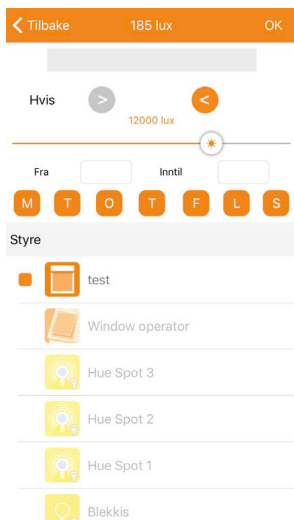 Tilbake 185 lux OK
Hvis > <
12000 lux
Fra Inntil
M T O T F L S
Styre
test
Window operator
Hue Spot 3
Hue Spot 2
Hue Spot 1
Blekkis